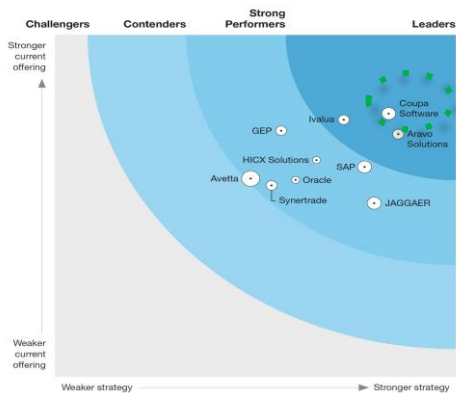 Strong
Challengers Contenders Performers Leaders
Stronger
current
offering
Coupa
Software
Ivalua
GEP
Aravo
Solutions
HICX Solutions
SAP
Avetta
Oracle
Synertrade
JAGGAER
Weaker
current
offering
Weaker strategy Stronger strategy